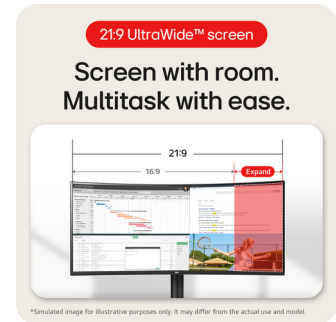 21:9 UltraWide™ screen
Screen with room.
Multitask with ease.
21:9
16:9
Expand
*Simulated image for illustrative purposes only. It may differ from the actual use and model.